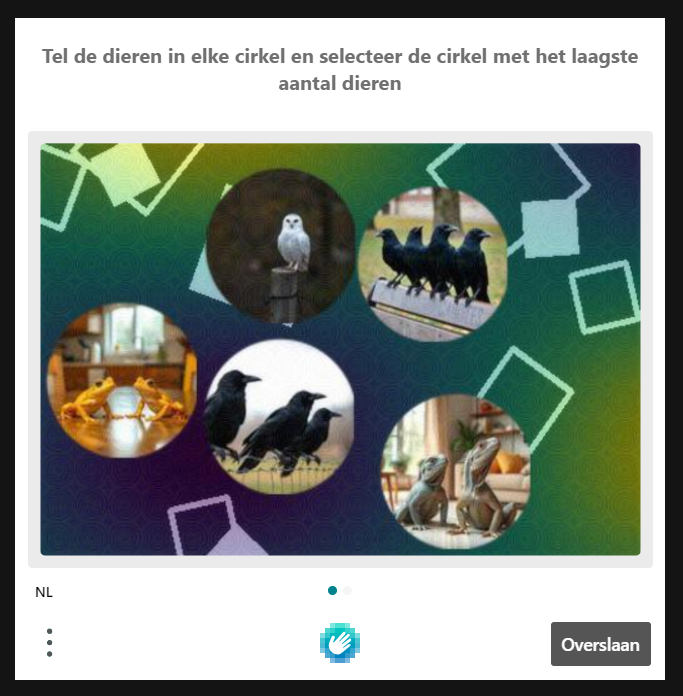 Tel de dieren in elke cirkel en selecteer de cirkel met het laagste
aantal dieren
NL
Overslaan